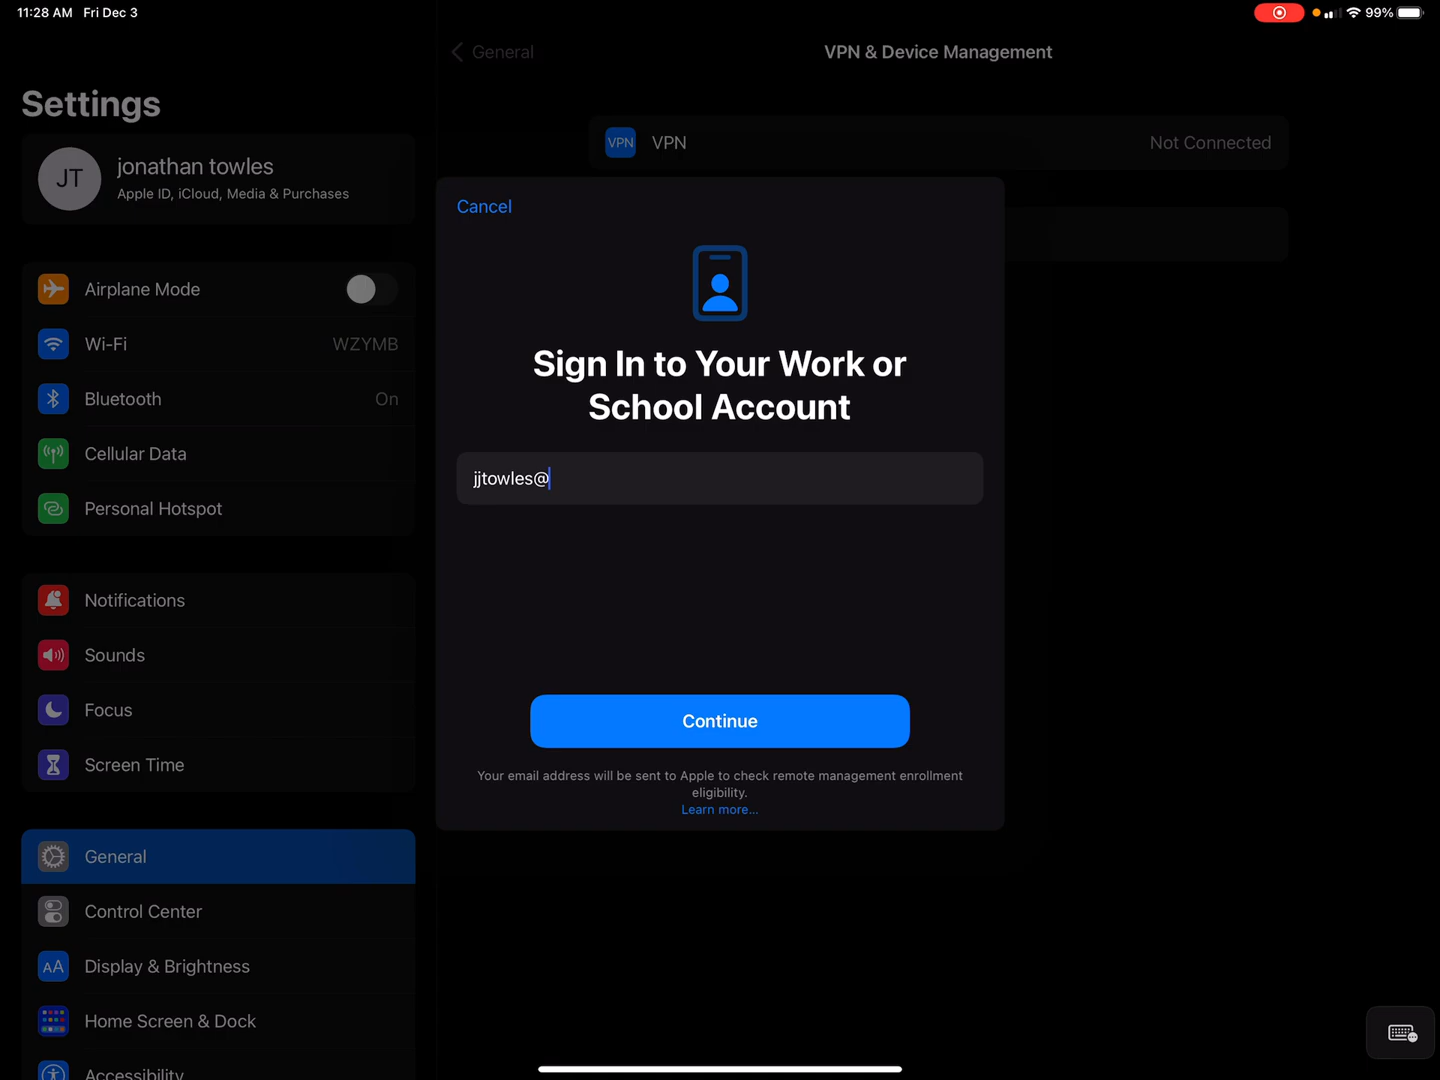 11:28 AM Fri Dec 3
99%
Settings
JT
jonathan towles
Apple ID, iCloud, Media & Purchases
Airplane Mode
Wi-Fi WZYMB
Bluetooth On
Cellular Data
Personal Hotspot
Notifications
Sounds
Focus
Screen Time
General
Control Center
AA Display & Brightness
Home Screen & Dock
Accessibility
General
VPN & Device Management
VPN VPN Not Connected
Cancel
Sign In to Your Work or
School Account
jjtowles@
Continue
Your email address will be sent to Apple to check remote management enrollment
eligibility.
Learn more...